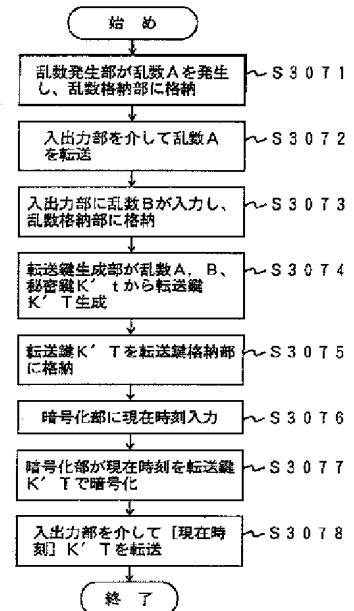 始 め
乱数発生部が乱数Aを発生
し、乱数格納部に格納
S3071
入出力部を介して乱数A
を転送
S3072
入出力部に乱数Bが入力し、
乱数格納部に格納
S3073
転送鍵生成部が乱数A，B、
秘密鍵K′tから転送鍵
K′T生成
S3074
転送鍵K′Tを転送鍵格納部
に格納
S3075
暗号化部に現在時刻入力
S3076
暗号化部が現在時刻を転送鍵
K′Tで暗号化
S3077
入出力部を介して［現在時
刻］K′Tを転送
S3078
終 了